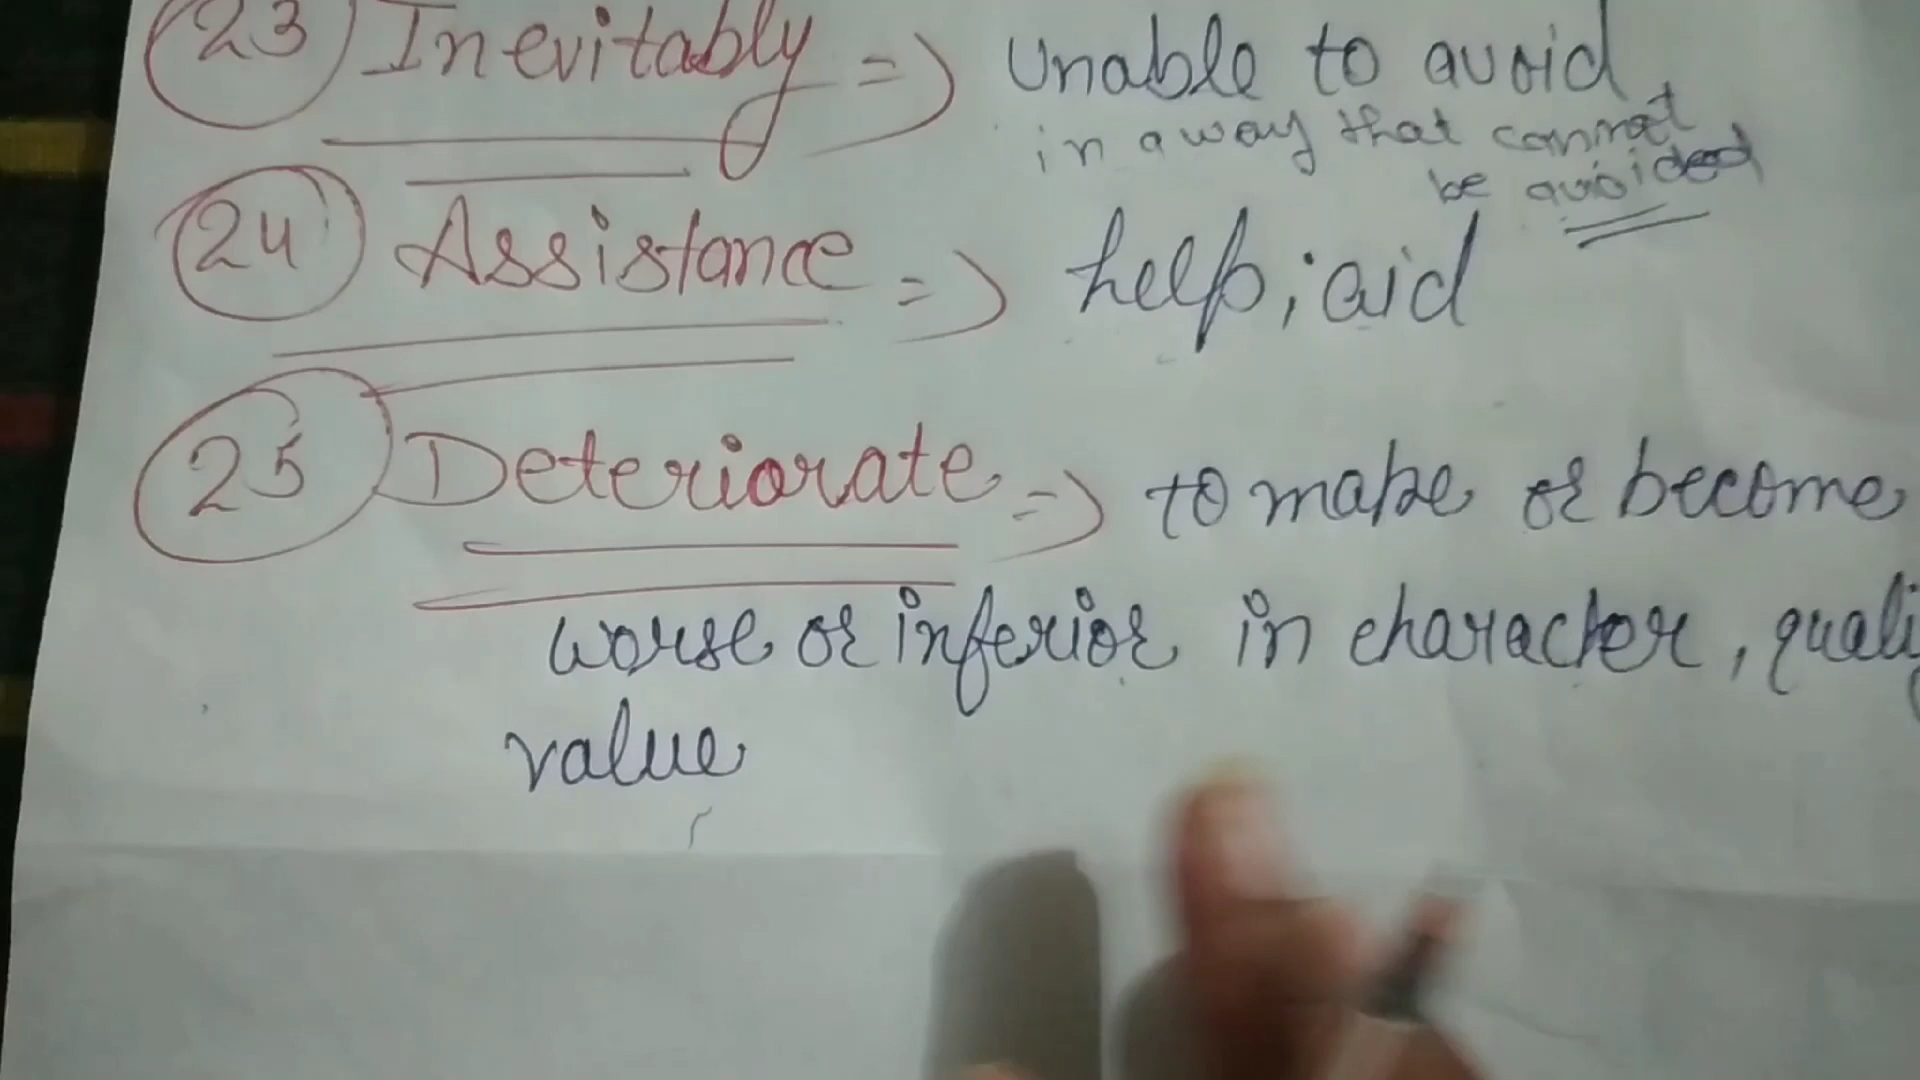 23 Inevitably => Unable to avoid
in a way that cannot
be avoided
24 Assistance => help, aid
25 Deteriorate => to make or become
worse or inferior in character,
value